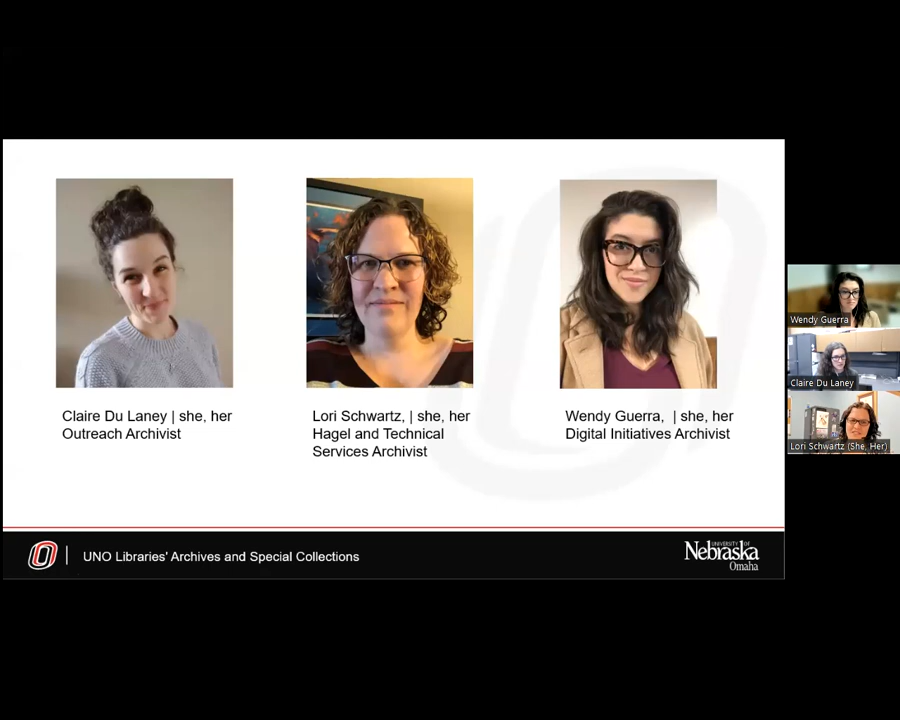 Claire Du Laney | she, her
Outreach Archivist
Lori Schwartz, | she, her
Hagel and Technical
Services Archivist
Wendy Guerra, | she, her
Digital Initiatives Archivist
UNO Libraries' Archives and Special Collections
UNIVERSITY OF
Nebraska
Omaha
Wendy Guerra
Claire Du Laney
Lori Schwartz (She, Her)